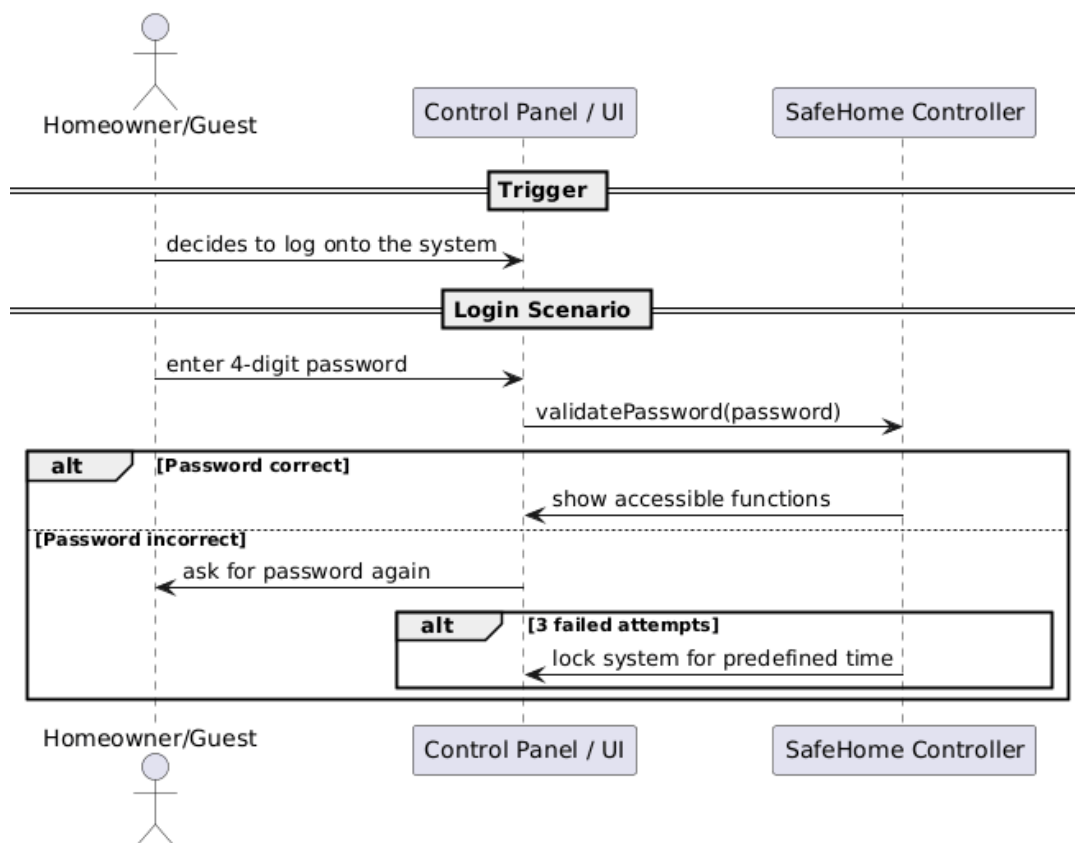 Homeowner/Guest
Control Panel / UI
SafeHome Controller
Trigger
decides to log onto the system
Login Scenario
enter 4-digit password
validatePassword(password)
alt [Password correct]
show accessible functions
[Password incorrect]
ask for password again
alt [3 failed attempts]
lock system for predefined time
Homeowner/Guest
Control Panel / UI
SafeHome Controller